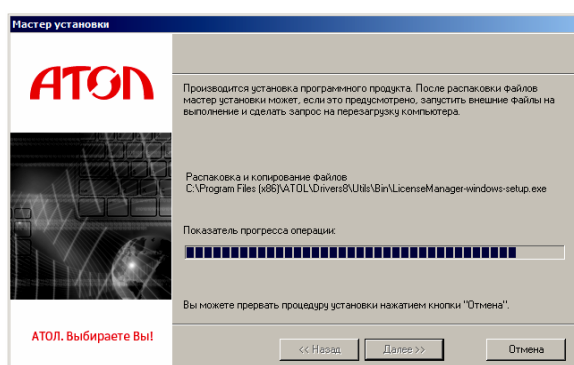 Мастер установки
АТОЛ
Производится установка программного продукта. После распаковки файлов
мастер установки может, если это предусмотрено, запустить внешние файлы на
выполнение и сделать запрос на перезагрузку компьютера.
Распаковка и копирование файлов
C:\Program Files (x86)\ATOL\Drivers8\Utils\Bin\LicenseManager-windows-setup.exe
Показатель прогресса операции:
Вы можете прервать процедуру установки нажатием кнопки "Отмена".
АТОЛ. Выбираете Вы!
<< Назад
Далее >>
Отмена